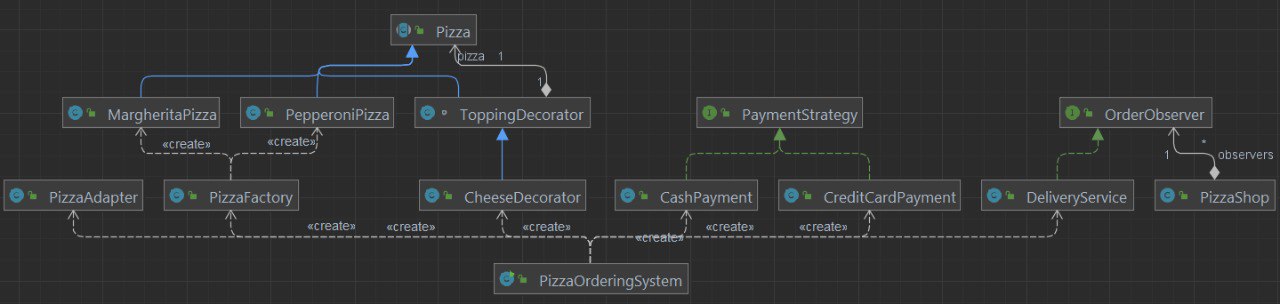 Pizza
pizza 1
1
MargheritaPizza
PepperoniPizza
ToppingDecorator
PaymentStrategy
OrderObserver
«create»
«create»
*
1
observers
PizzaAdapter
PizzaFactory
CheeseDecorator
CashPayment
CreditCardPayment
DeliveryService
PizzaShop
«create»
«create»
«create»
«create»
«create»
«create»
PizzaOrderingSystem